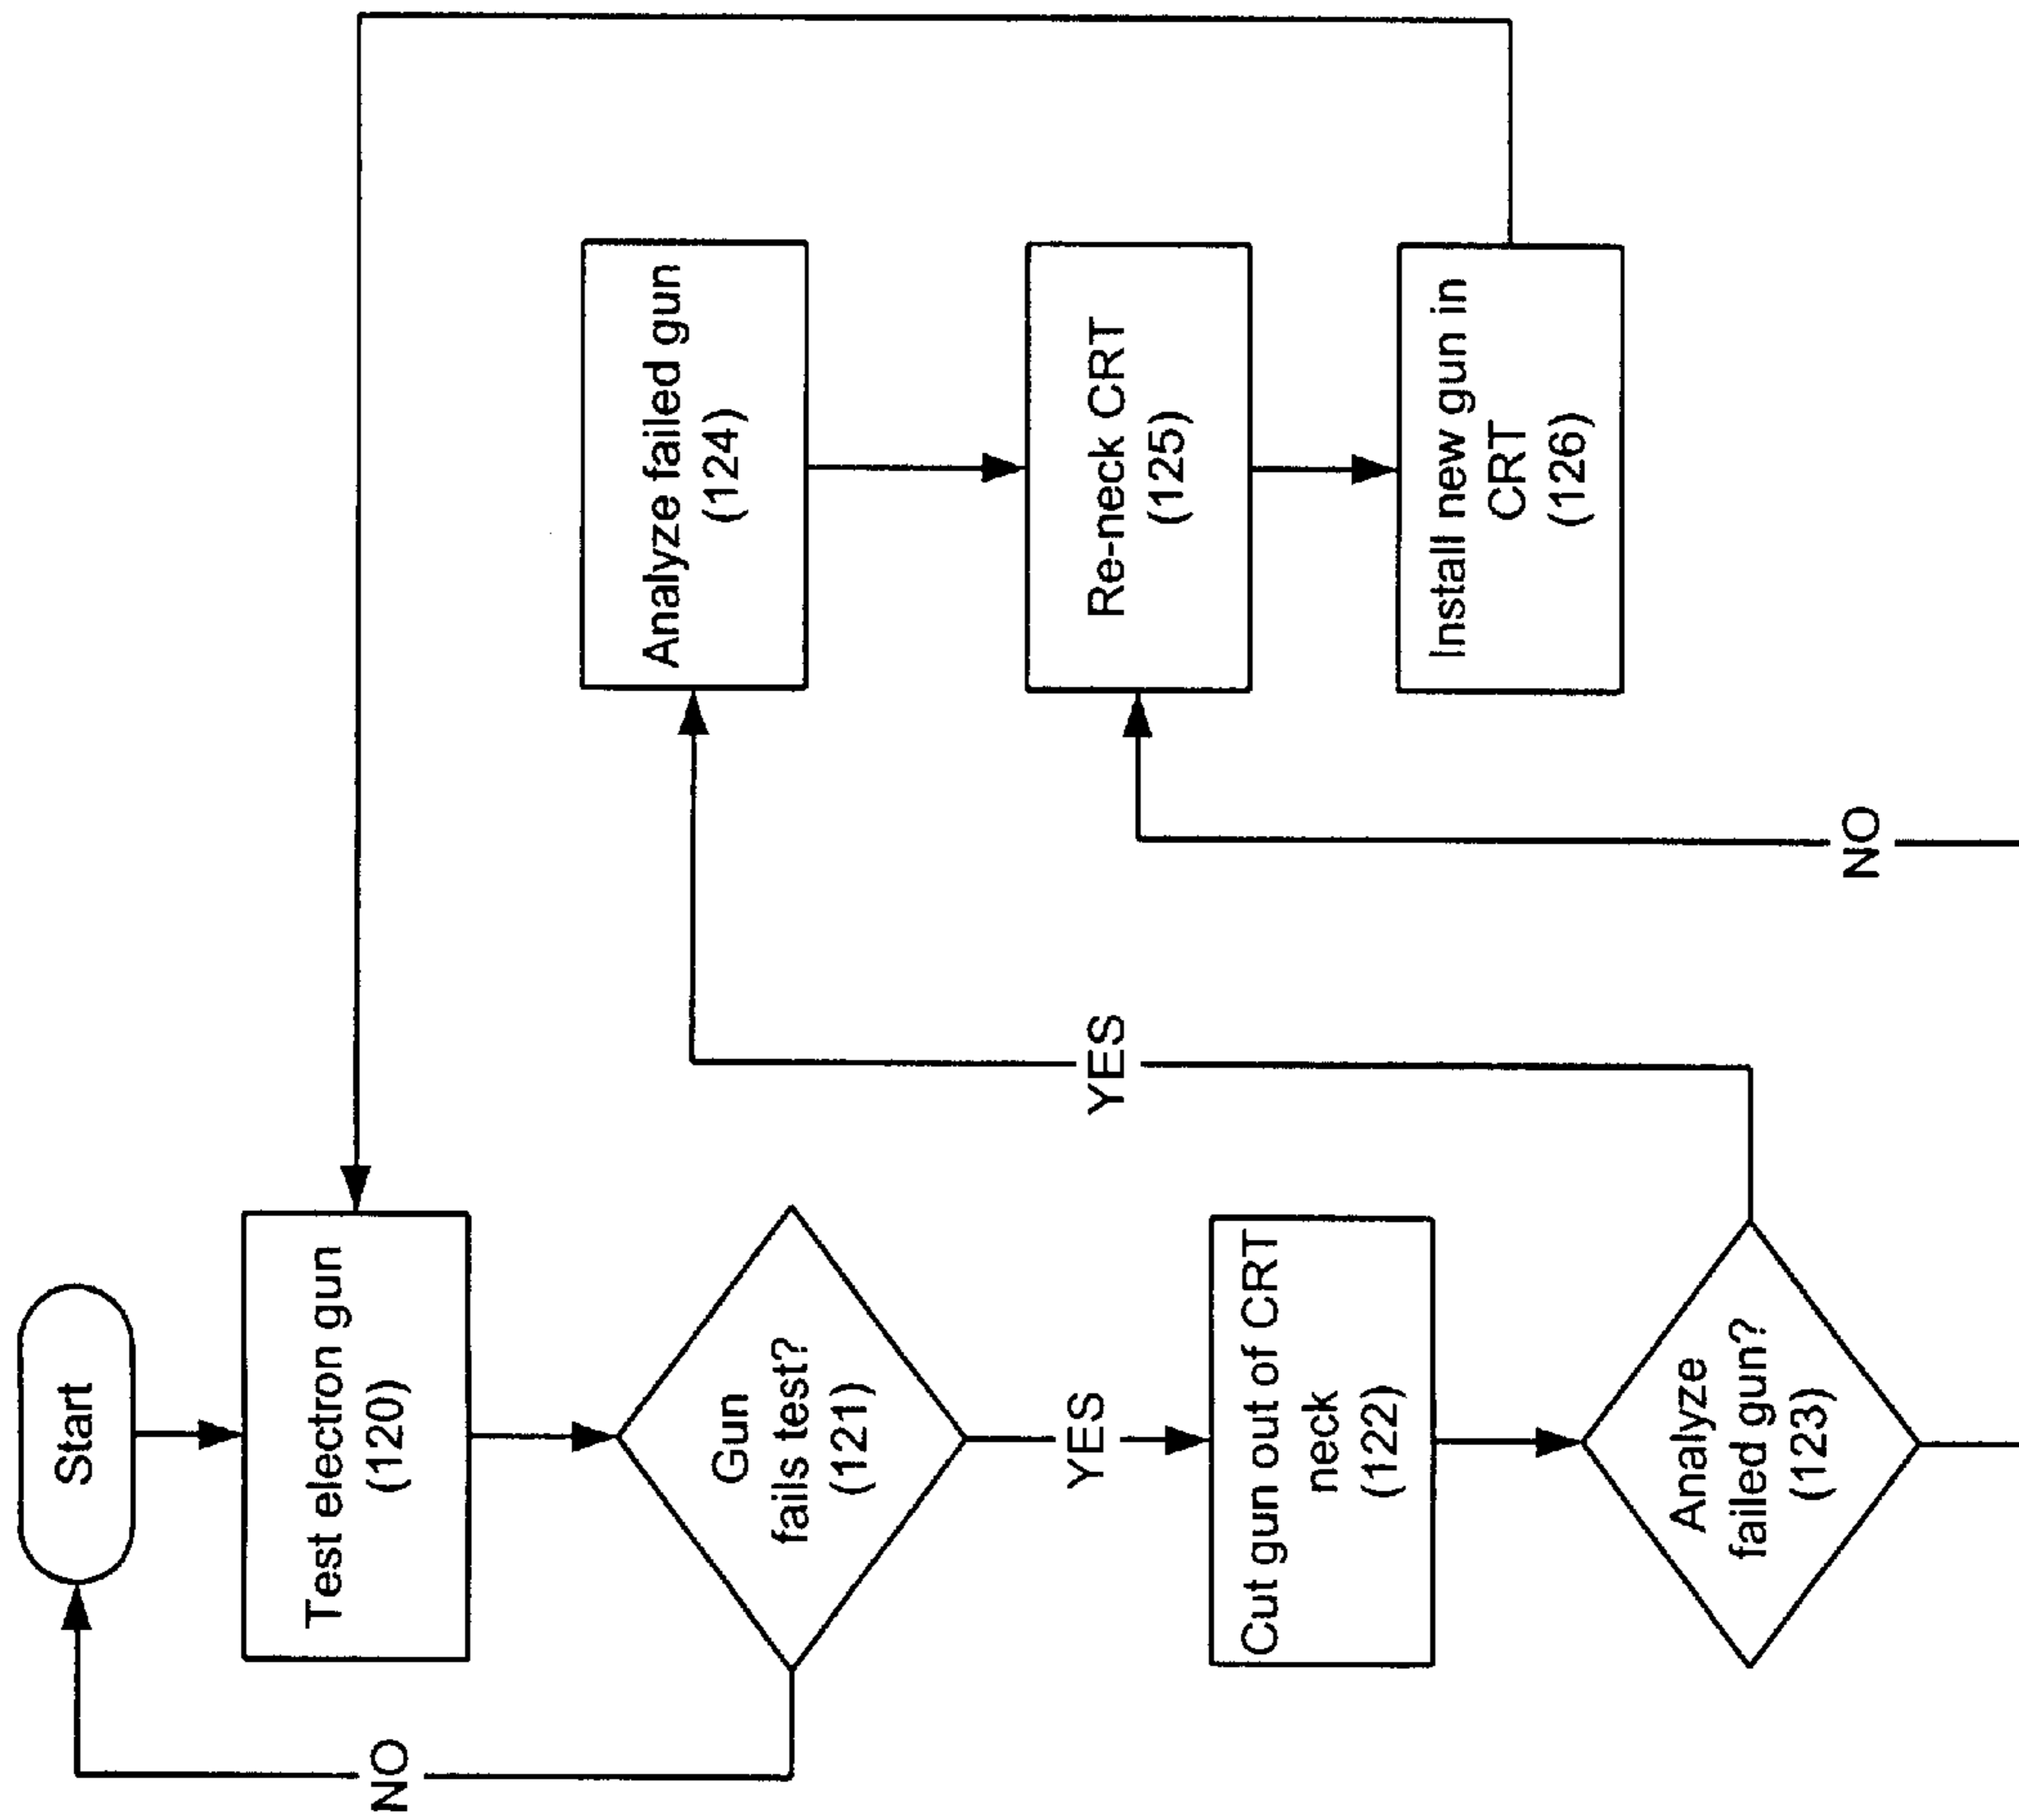 Start
Test electron gun
(120)
Gun
fails test?
(121)
NO
YES
Cut gun out of CRT
neck
(122)
Analyze
failed gun?
(123)
YES
NO
Analyze failed gun
(124)
Re-neck CRT
(125)
Install new gun in
CRT
(126)